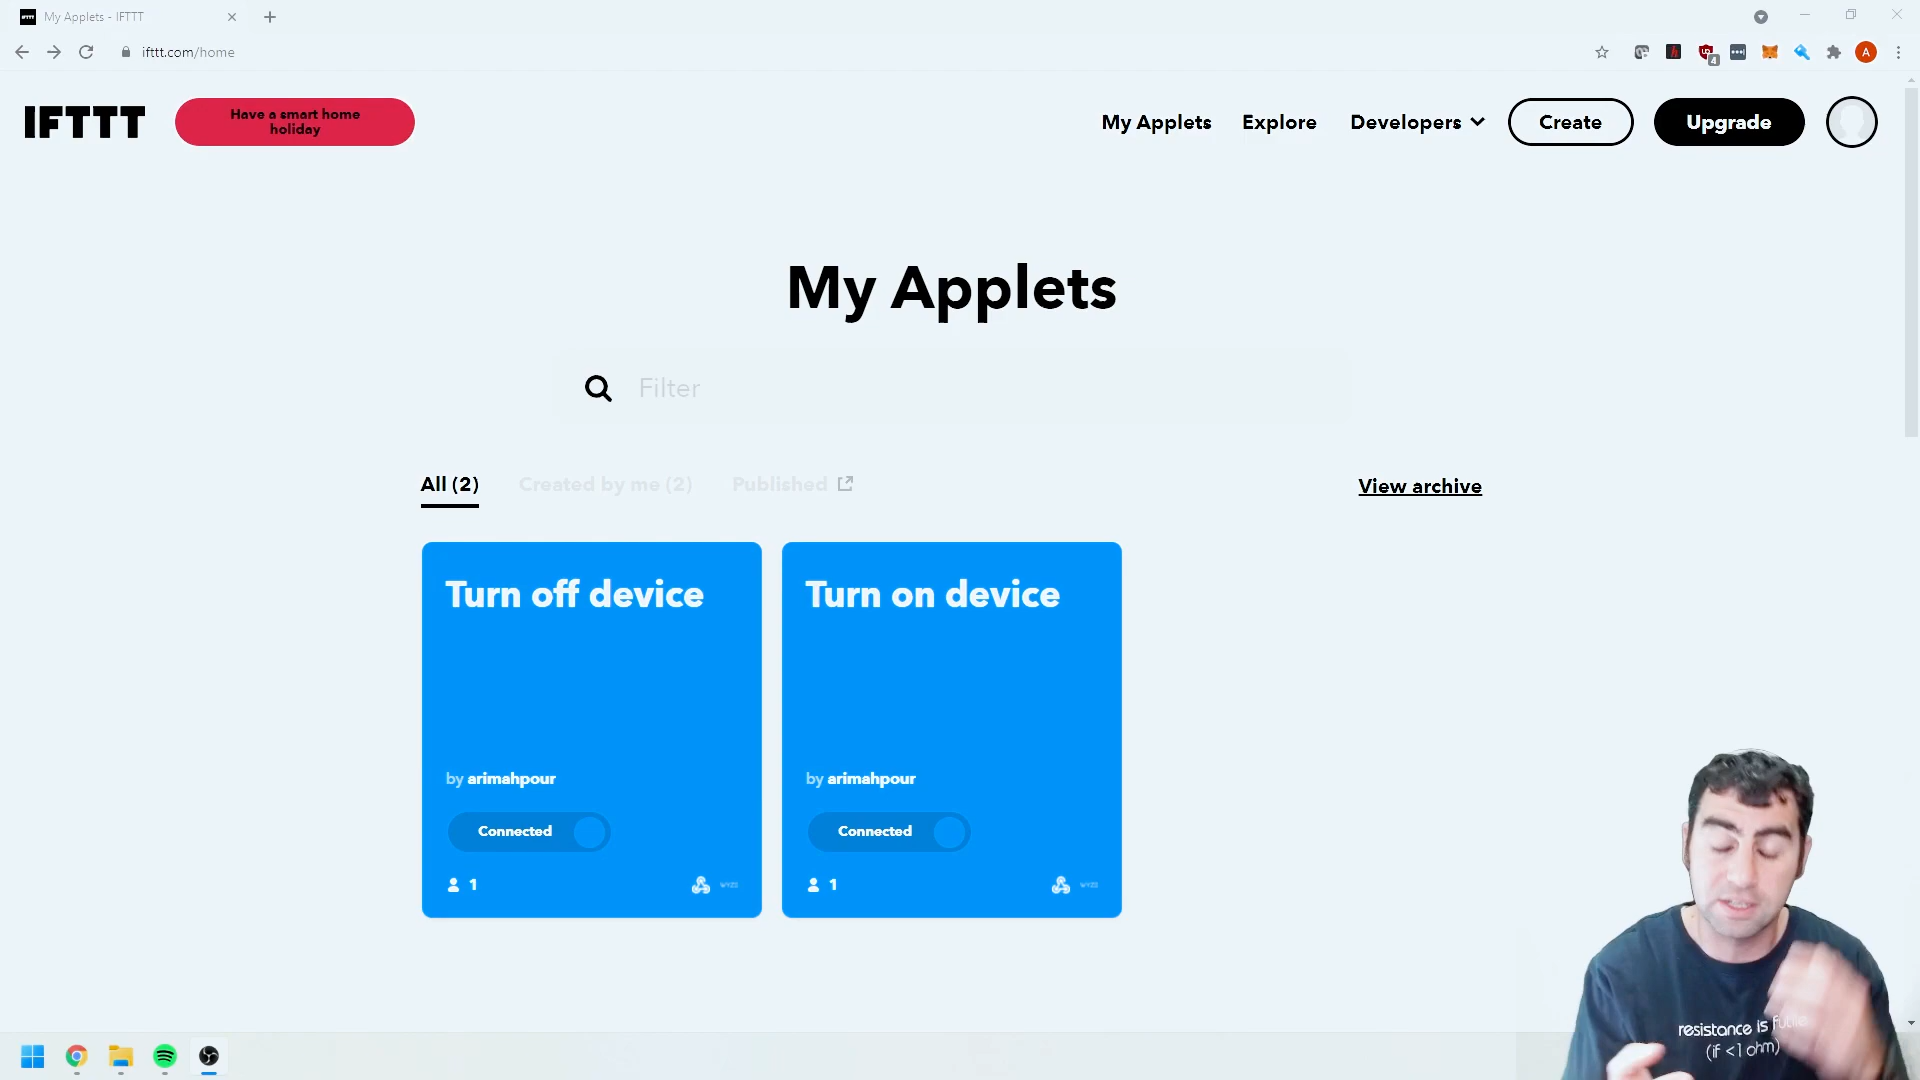 My Applets - IFTTT
ifttt.com/home
4
A
IFTTT
Have a smart home
holiday
My Applets
Explore
Developers
Create
Upgrade
My Applets
Filter
All (2)
Created by me (2)
Published
View archive
Turn off device
by arimahpour
Connected
1
Turn on device
by arimahpour
Connected
1
resistance is futile
(if <1 ohm)